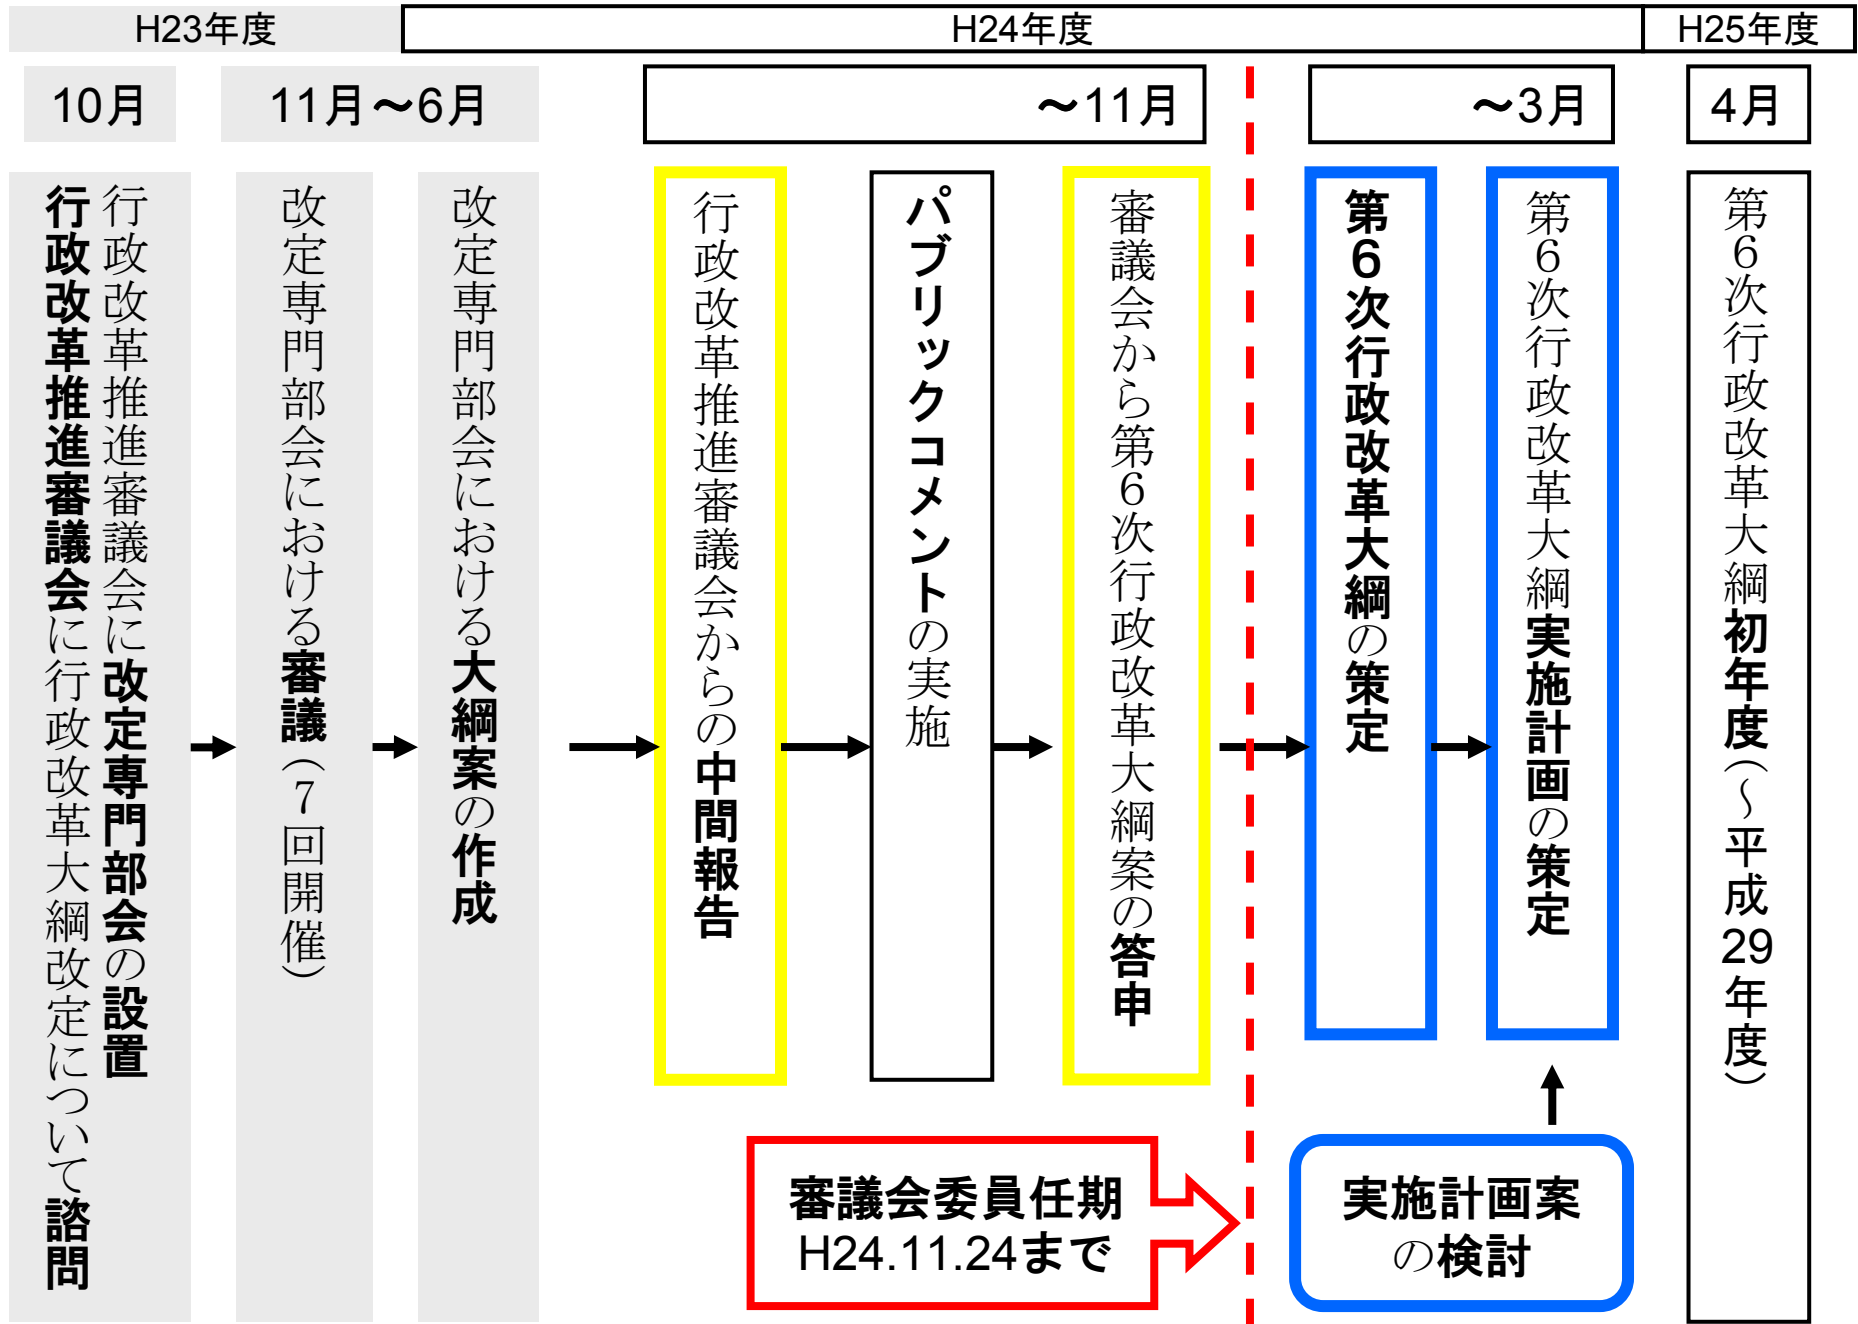 H23年度
H24年度
H25年度
10月
11月～6月
～11月
～3月
4月
行政改革推進審議会に改定専門部会の設置
行政改革推進審議会に行政改革大綱改定について諮問
改定専門部会における審議（7回開催）
改定専門部会における大綱案の作成
行政改革推進審議会からの中間報告
パブリックコメントの実施
審議会から第6次行政改革大綱案の答申
第6次行政改革大綱の策定
第6次行政改革大綱実施計画の策定
第6次行政改革大綱初年度（～平成29年度）
審議会委員任期
H24.11.24まで
実施計画案
の検討